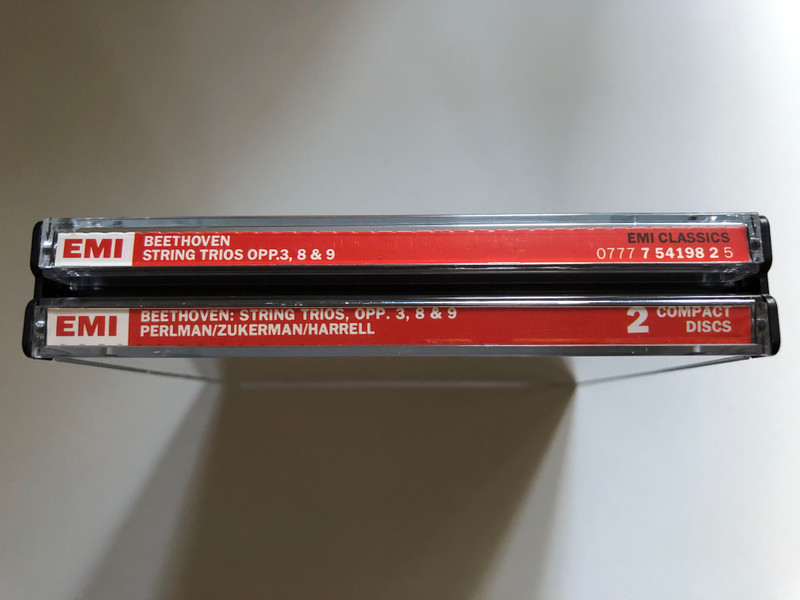 EMI
BEETHOVEN
STRING TRIOS OPP.3, 8 & 9
EMI CLASSICS
0777 7 54198 2 5
EMI
BEETHOVEN: STRING TRIOS, OPP. 3, 8 & 9
PERLMAN/ZUKERMAN/HARRELL
2 COMPACT
DISCS